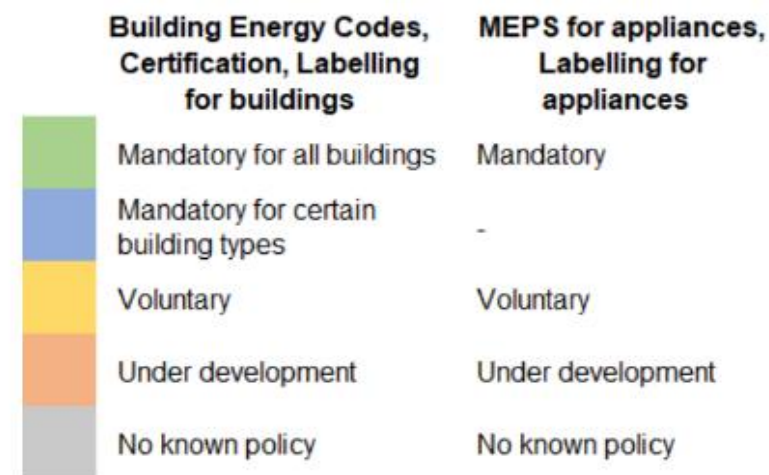 Building Energy Codes,
Certification, Labelling
for buildings
MEPS for appliances,
Labelling for
appliances
Mandatory for all buildings
Mandatory
Mandatory for certain
building types
-
Voluntary
Voluntary
Under development
Under development
No known policy
No known policy